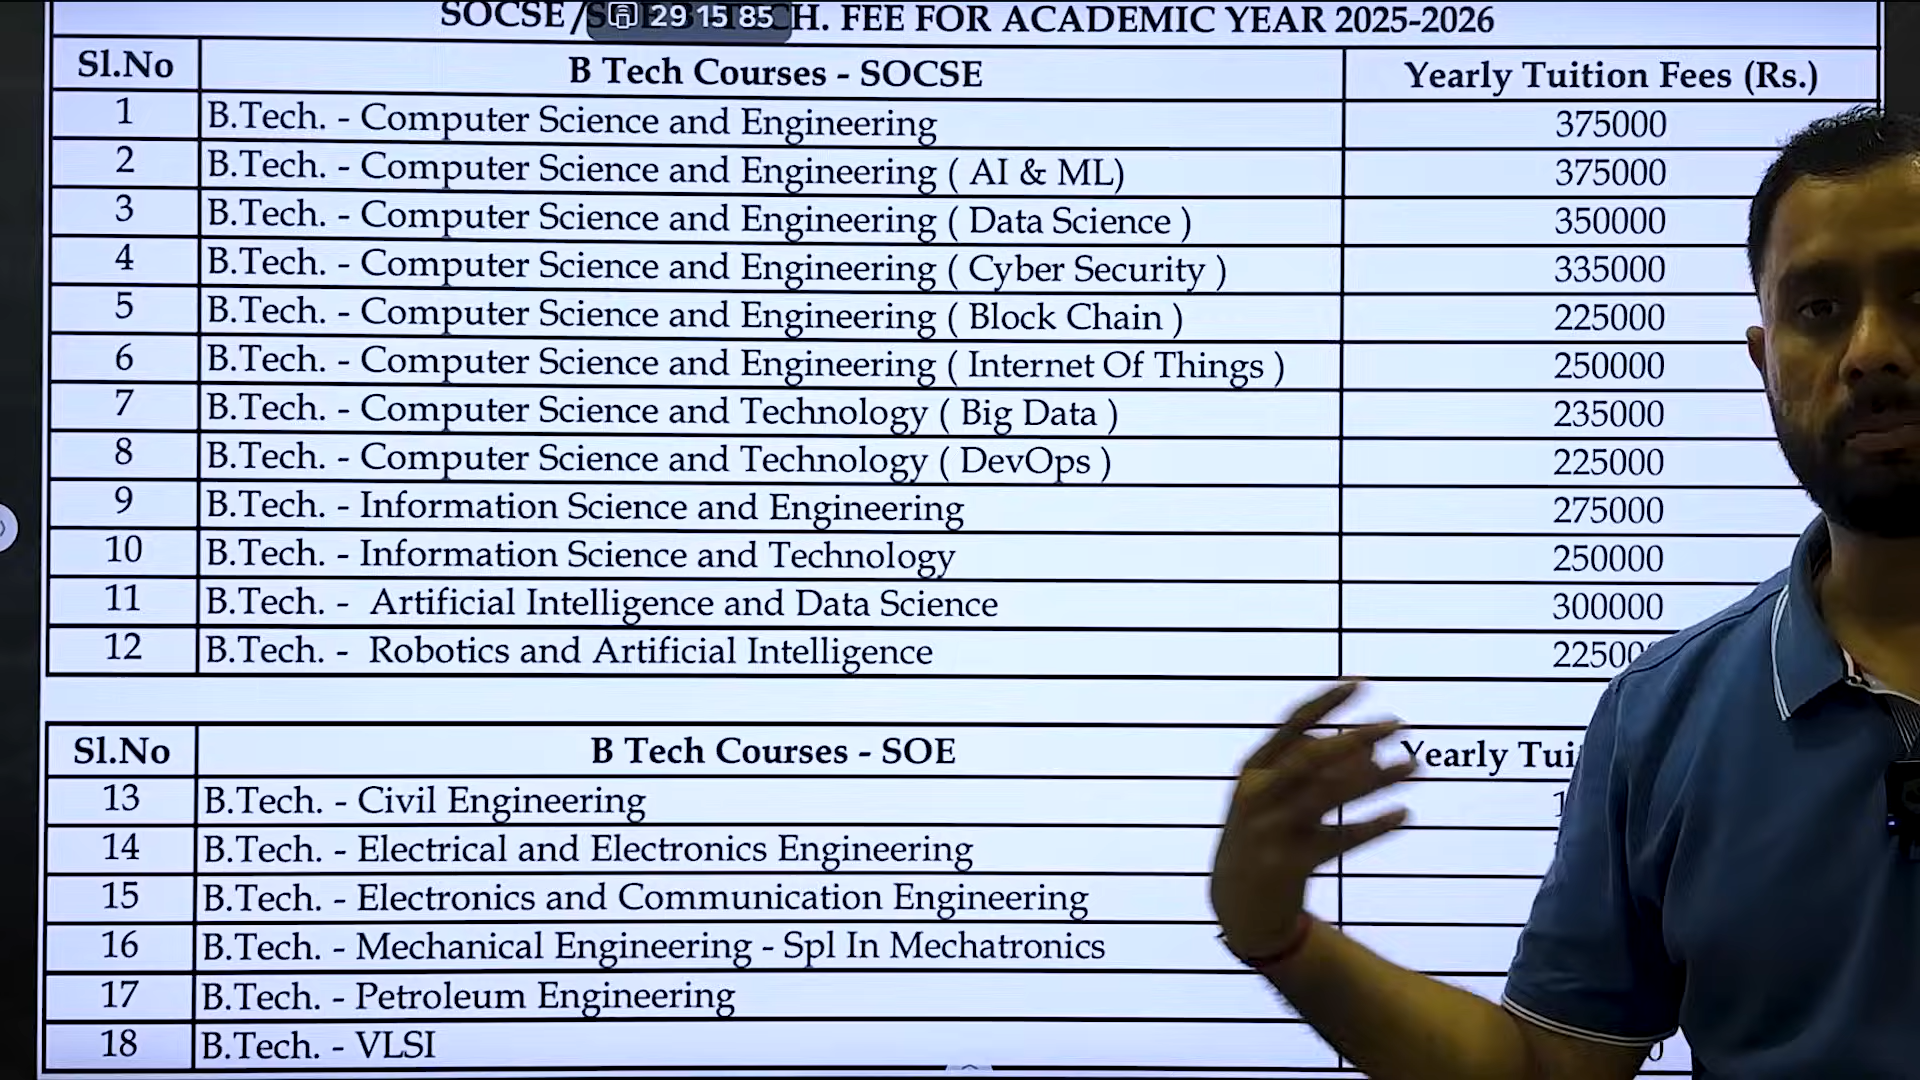 SOCSE/ 29 15 85 H. FEE FOR ACADEMIC YEAR 2025-2026
Sl.No B Tech Courses - SOCSE Yearly Tuition Fees (Rs.)
1 B.Tech. - Computer Science and Engineering 375000
2 B.Tech. - Computer Science and Engineering ( AI & ML) 375000
3 B.Tech. - Computer Science and Engineering ( Data Science ) 350000
4 B.Tech. - Computer Science and Engineering ( Cyber Security ) 335000
5 B.Tech. - Computer Science and Engineering ( Block Chain ) 225000
6 B.Tech. - Computer Science and Engineering ( Internet Of Things ) 250000
7 B.Tech. - Computer Science and Technology ( Big Data ) 235000
8 B.Tech. - Computer Science and Technology ( DevOps ) 225000
9 B.Tech. - Information Science and Engineering 275000
10 B.Tech. - Information Science and Technology 250000
11 B.Tech. - Artificial Intelligence and Data Science 300000
12 B.Tech. - Robotics and Artificial Intelligence
Sl.No B Tech Courses - SOE Yearly
13 B.Tech. - Civil Engineering
14 B.Tech. - Electrical and Electronics Engineering
15 B.Tech. - Electronics and Communication Engineering
16 B.Tech. - Mechanical Engineering - Spl In Mechatronics
17 B.Tech. - Petroleum Engineering
18 B.Tech. - VLSI